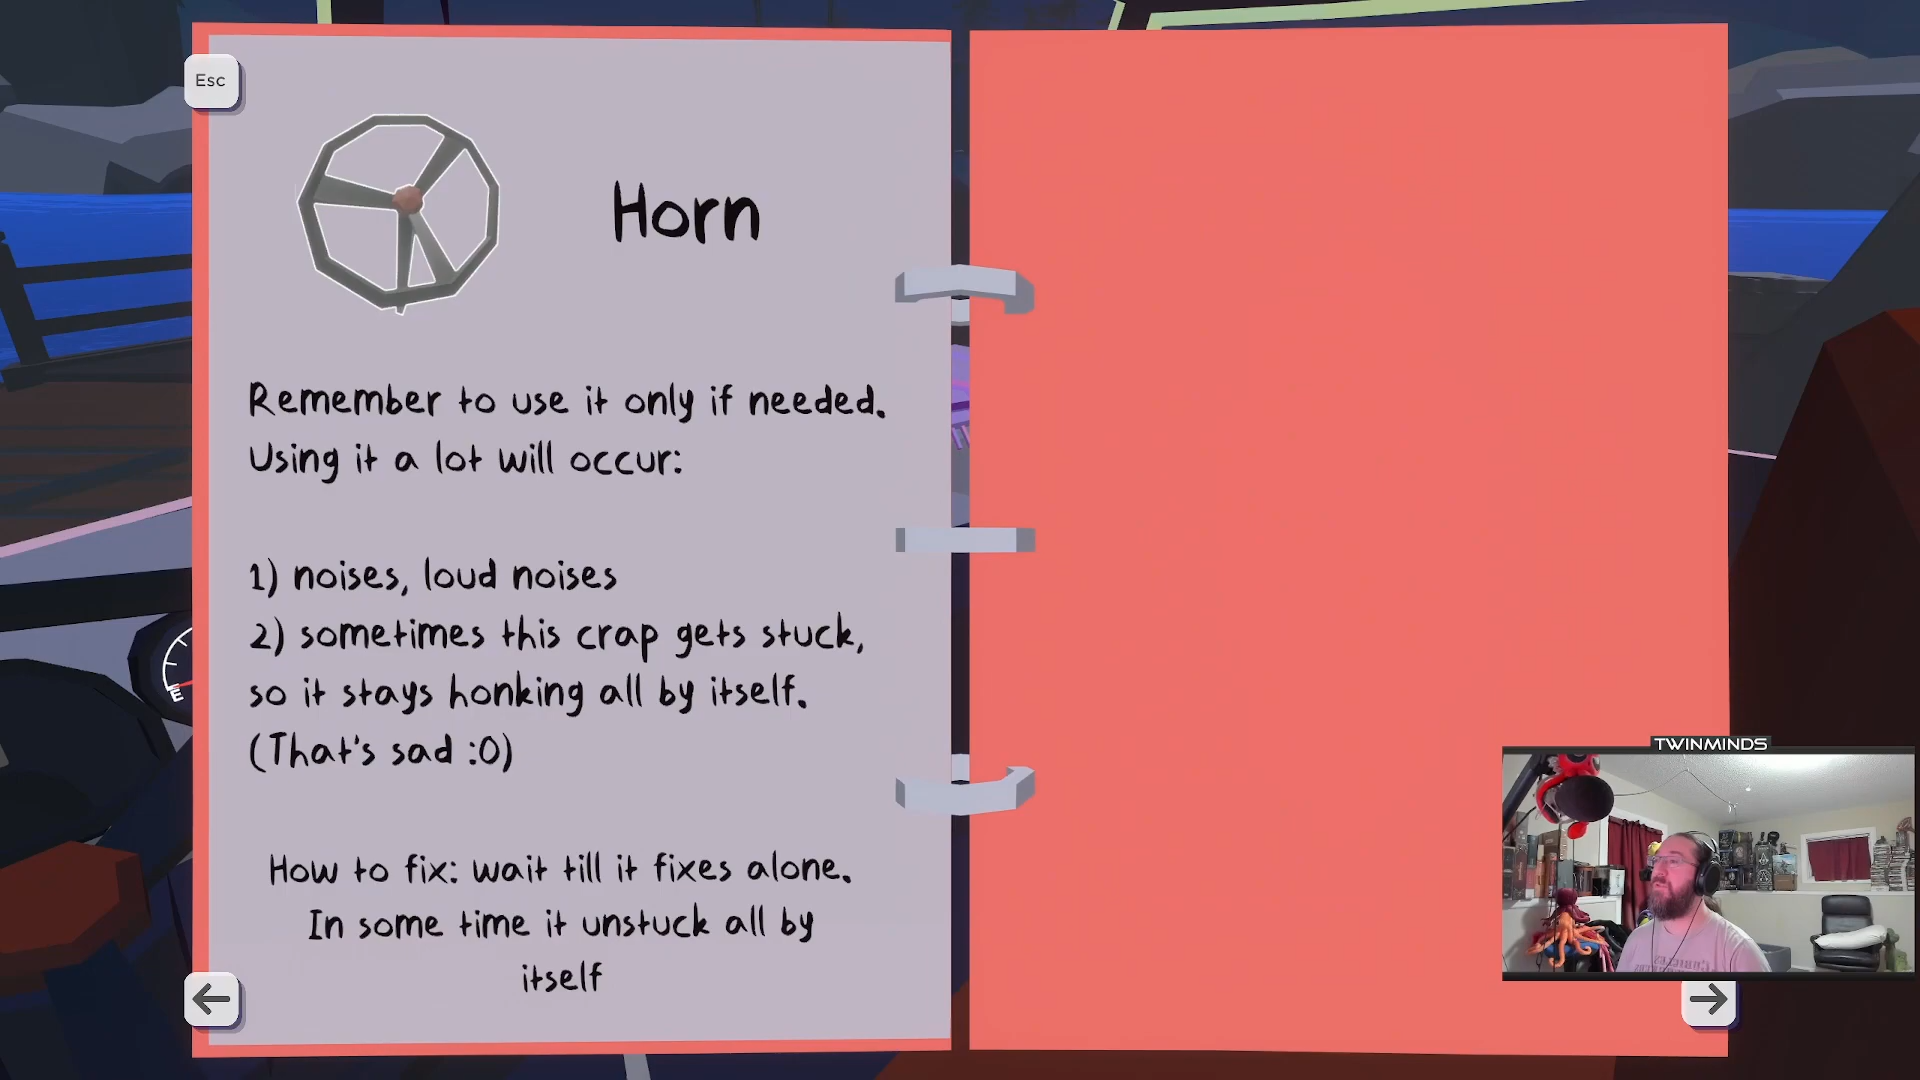 Esc
Horn
Remember to use it only if needed.
Using it a lot will occur:
1) noises, loud noises
2) sometimes this crap gets stuck,
so it stays honking all by itself.
(That's sad :0)
How to fix: wait till it fixes alone.
In some time it unstuck all by
itself
E
TWINMINDS